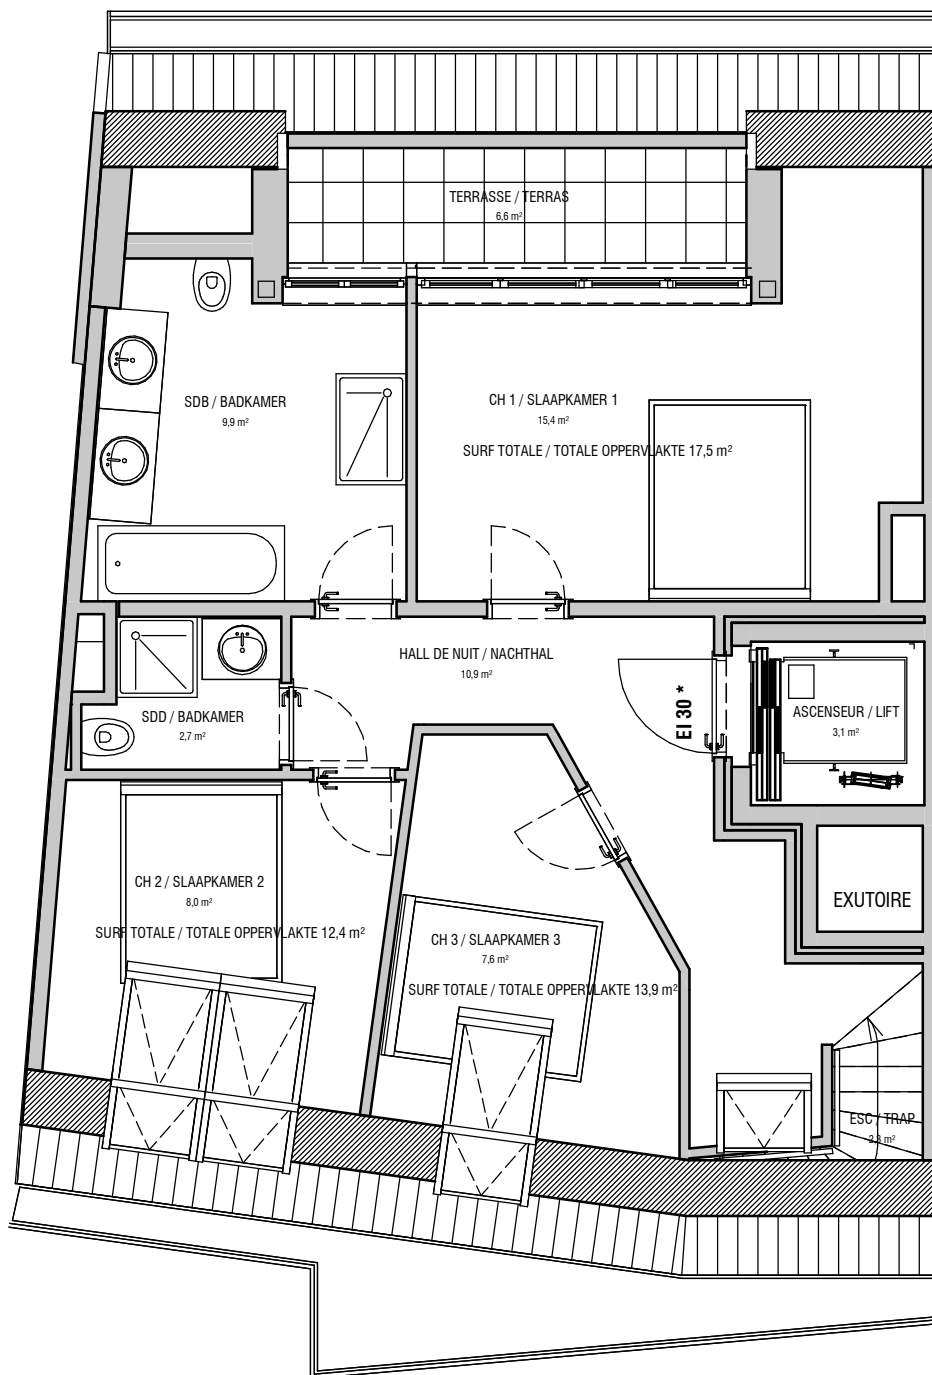 TERRASSE / TERRAS
6,6 m²
SDB / BADKAMER
9,9 m²
CH 1 / SLAAPKAMER 1
15,4 m²
SURF TOTALE / TOTALE OPPERVLAKTE 17,5 m²
HALL DE NUIT / NACHTHAL
10,9 m²
EI 30 *
SDD / BADKAMER
2,7 m²
ASCENSEUR / LIFT
3,1 m²
CH 2 / SLAAPKAMER 2
8,0 m²
SURF TOTALE / TOTALE OPPERVLAKTE 12,4 m²
EXUTOIRE
CH 3 / SLAAPKAMER 3
7,6 m²
SURF TOTALE / TOTALE OPPERVLAKTE 13,9 m²
ESC / TRAP
2,3 m²